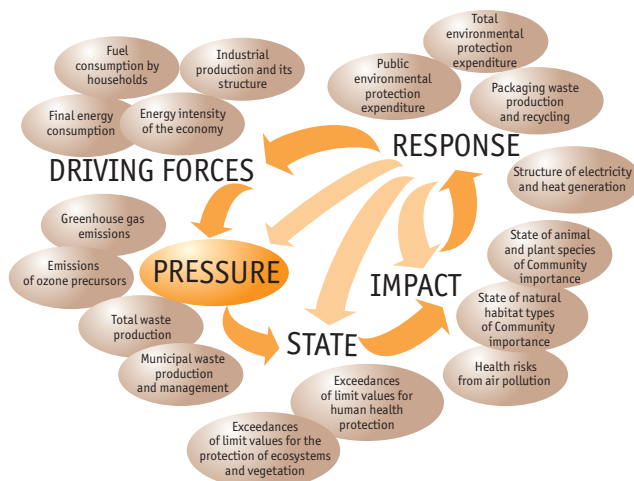 Fuel
consumption by
households
Industrial
production and its
structure
Final energy
consumption
Energy intensity
of the economy
DRIVING FORCES
Total
environmental
protection
expenditure
Public
environmental
protection
expenditure
Packaging waste
production
and recycling
RESPONSE
Structure of electricity
and heat generation
Greenhouse gas
emissions
Emissions
of ozone precursors
PRESSURE
Total waste
production
Municipal waste
production
and management
State of animal
and plant species
of Community
importance
IMPACT
State of natural
habitat types
of Community
importance
Health risks
from air pollution
STATE
Exceedances
of limit values for
human health
protection
Exceedances
of limit values for the
protection of ecosystems
and vegetation